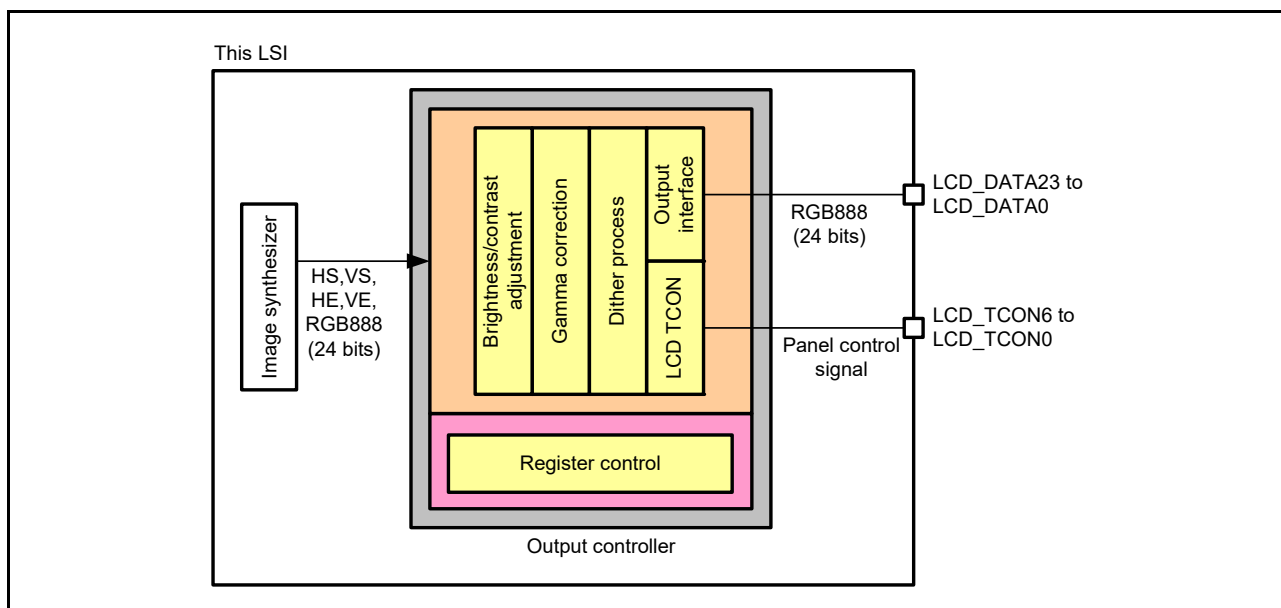 This LSI
Image synthesizer
HS,VS,
HE,VE,
RGB888
(24 bits)
Brightness/contrast
adjustment
Gamma correction
Dither process
Output
interface
LCD TCON
Register control
Output controller
RGB888
(24 bits)
LCD_DATA23 to
LCD_DATA0
Panel control
signal
LCD_TCON6 to
LCD_TCON0